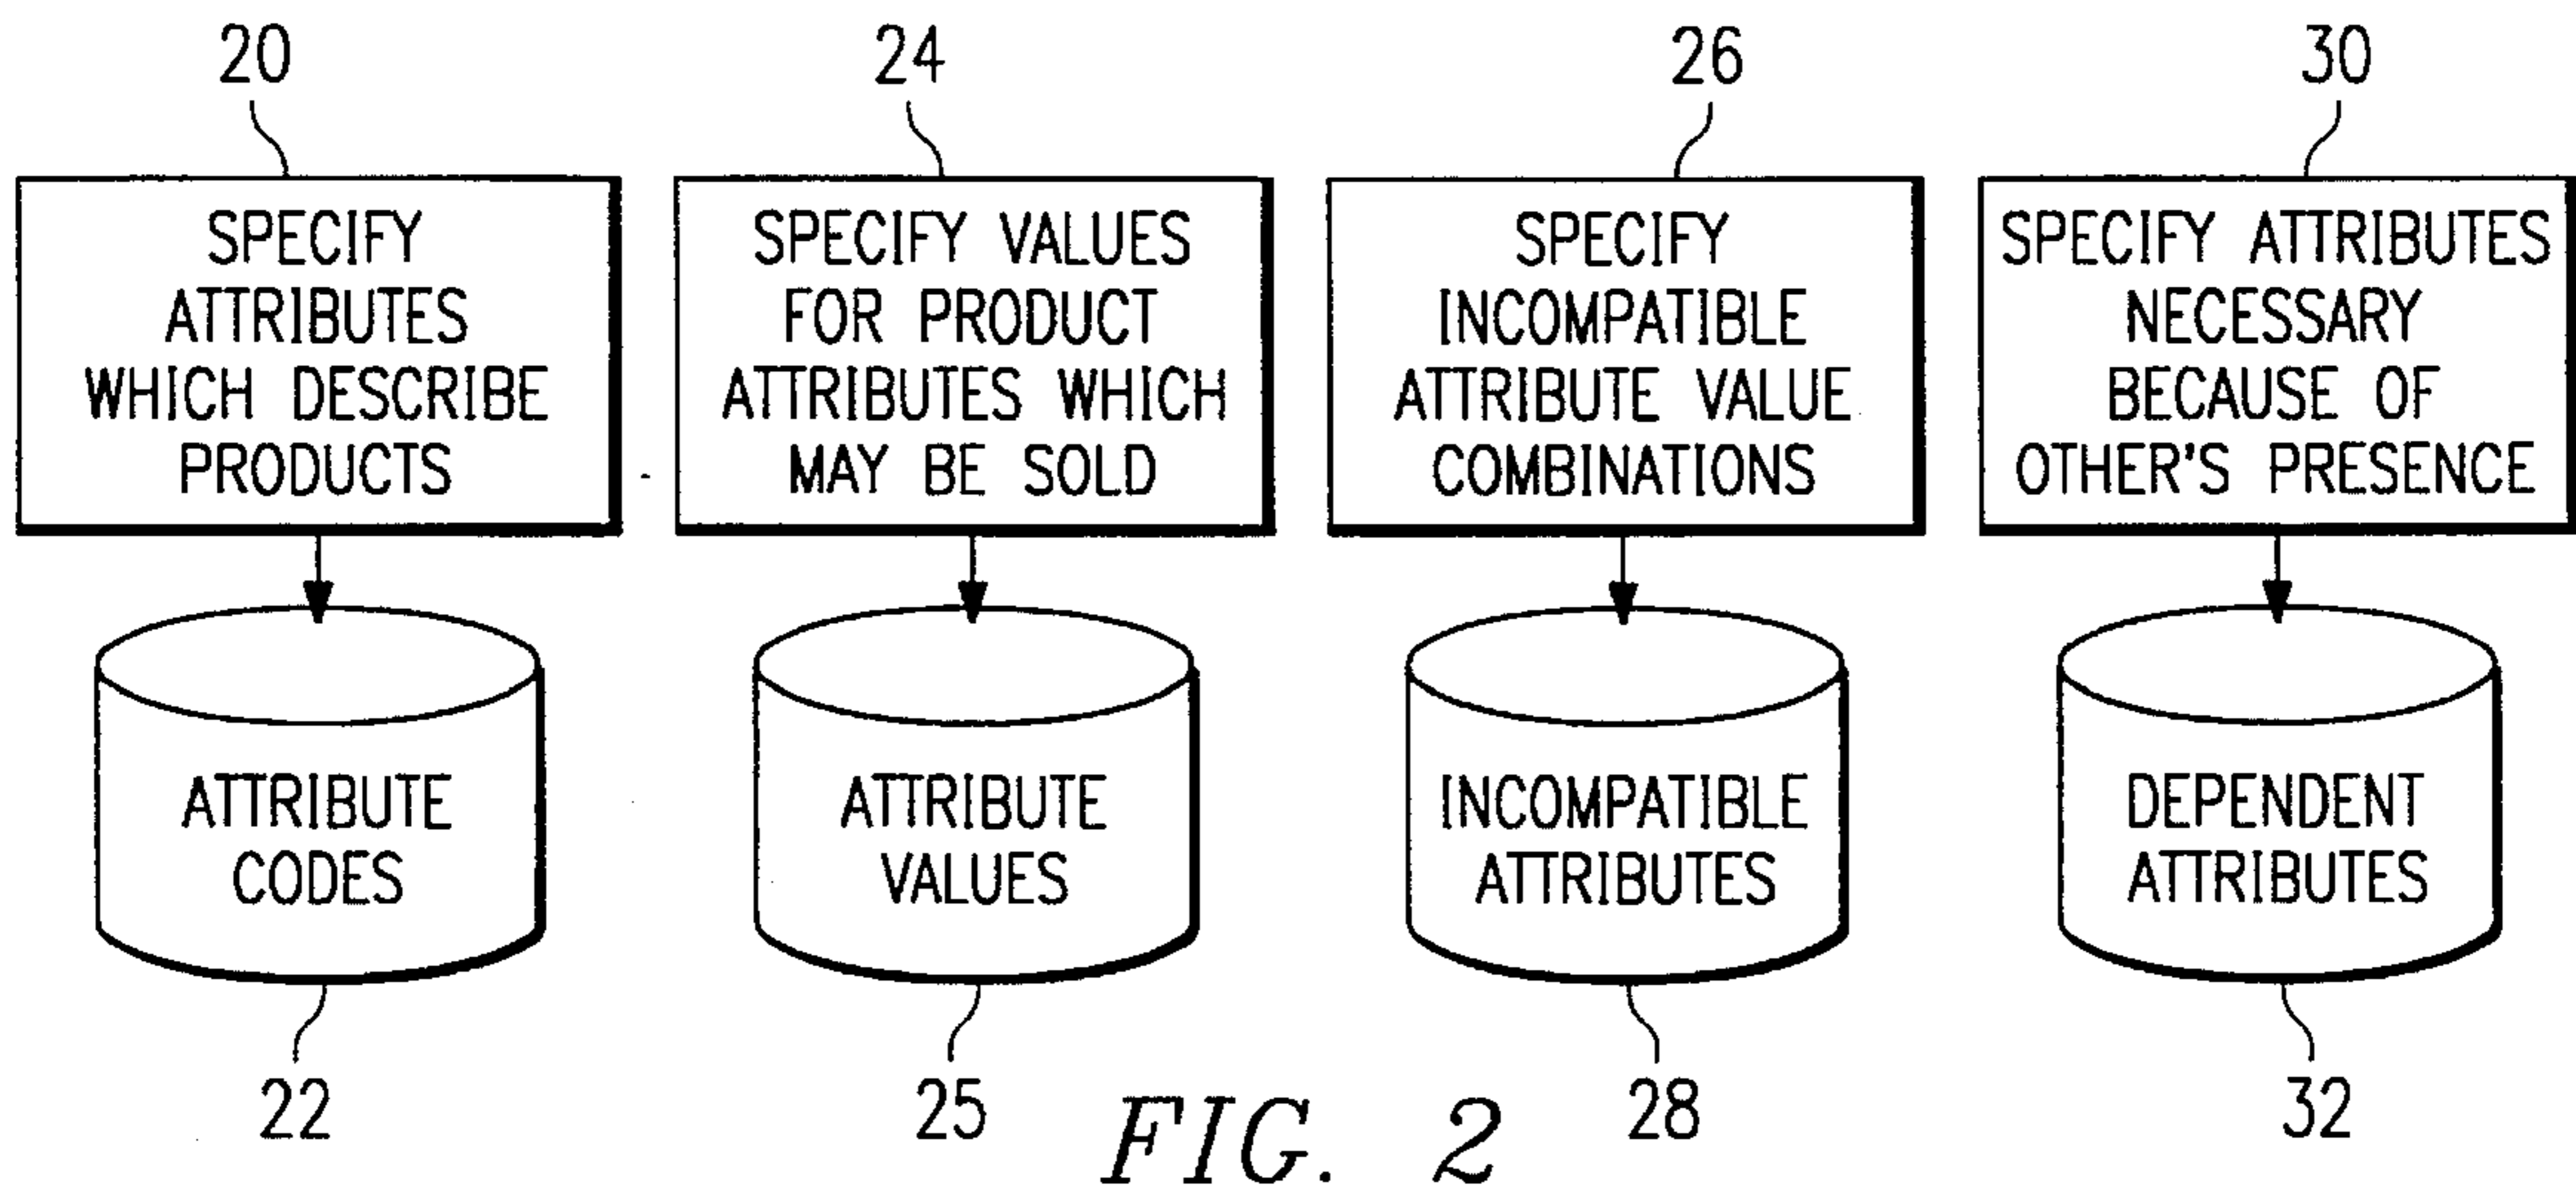 20
24
26
30
SPECIFY
ATTRIBUTES
WHICH DESCRIBE
PRODUCTS
SPECIFY VALUES
FOR PRODUCT
ATTRIBUTES WHICH
MAY BE SOLD
SPECIFY
INCOMPATIBLE
ATTRIBUTE VALUE
COMBINATIONS
SPECIFY ATTRIBUTES
NECESSARY
BECAUSE OF
OTHER'S PRESENCE
ATTRIBUTE
CODES
ATTRIBUTE
VALUES
INCOMPATIBLE
ATTRIBUTES
DEPENDENT
ATTRIBUTES
22
25
28
32
FIG. 2